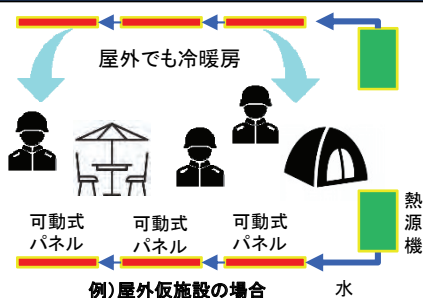 屋外でも冷暖房
可動式
パネル
可動式
パネル
可動式
パネル
熱
源
機
例)屋外仮施設の場合
水